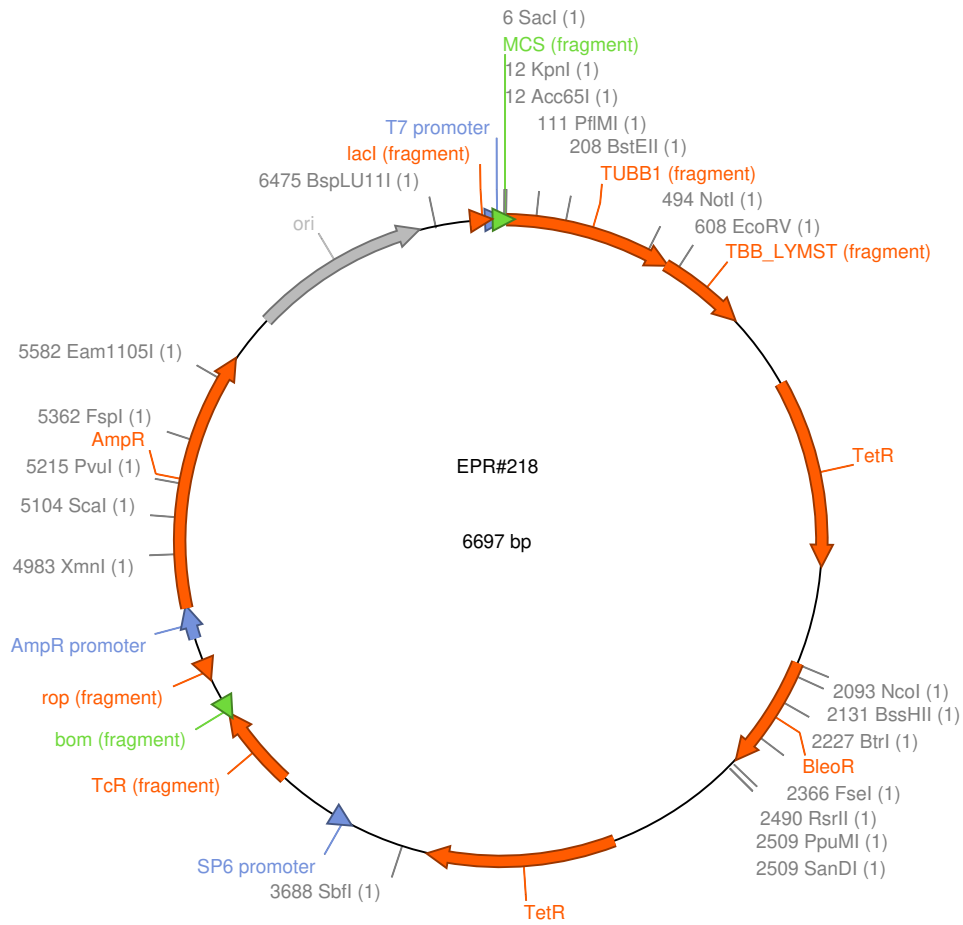 6 SacI (1)
MCS (fragment)
12 KpnI (1)
12 Acc65I (1)
111 PflMI (1)
T7 promoter
208 BstEII (1)
lacI (fragment)
TUBB1 (fragment)
6475 BspLU11I (1)
494 NotI (1)
ori
608 EcoRV (1)
TBB_LYMST (fragment)
5582 Eam1105I (1)
5362 FspI (1)
AmpR
5215 PvuI (1)
EPR#218
TetR
5104 ScaI (1)
6697 bp
4983 XmnI (1)
AmpR promoter
rop (fragment)
2093 NcoI (1)
2131 BssHII (1)
bom (fragment)
2227 BtrI (1)
BleoR
TcR (fragment)
2366 FseI (1)
2490 RsrII (1)
2509 PpuMI (1)
SP6 promoter
2509 SanDI (1)
3688 SbfI (1)
TetR